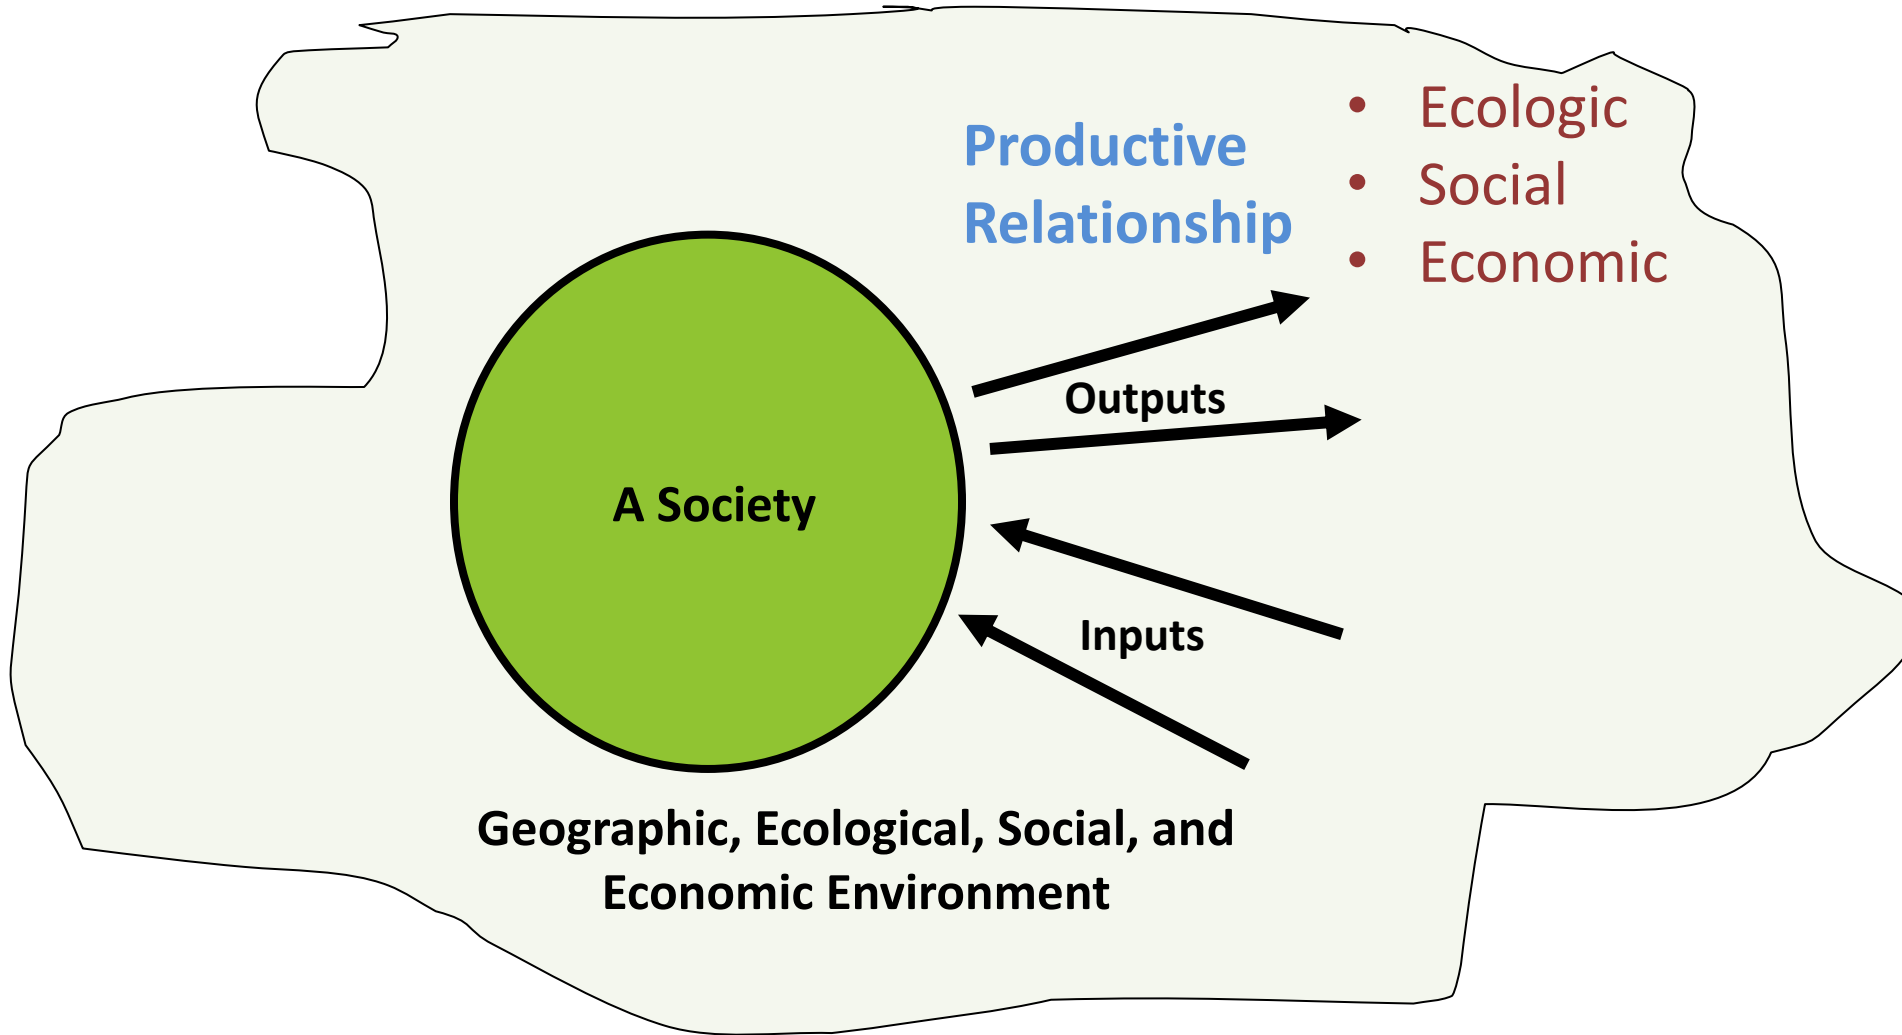 Productive
Relationship
• Ecologic
• Social
• Economic
Outputs
A Society
Inputs
Geographic, Ecological, Social, and
Economic Environment